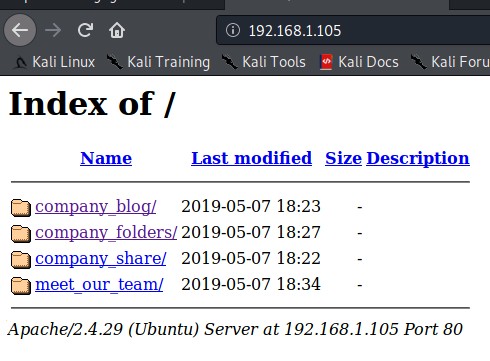 192.168.1.105
Kali Linux Kali Training Kali Tools Kali Docs Kali Foru
Index of /
Name Last modified Size Description
company_blog/ 2019-05-07 18:23 -
company_folders/ 2019-05-07 18:27 -
company_share/ 2019-05-07 18:22 -
meet_our_team/ 2019-05-07 18:34 -
Apache/2.4.29 (Ubuntu) Server at 192.168.1.105 Port 80